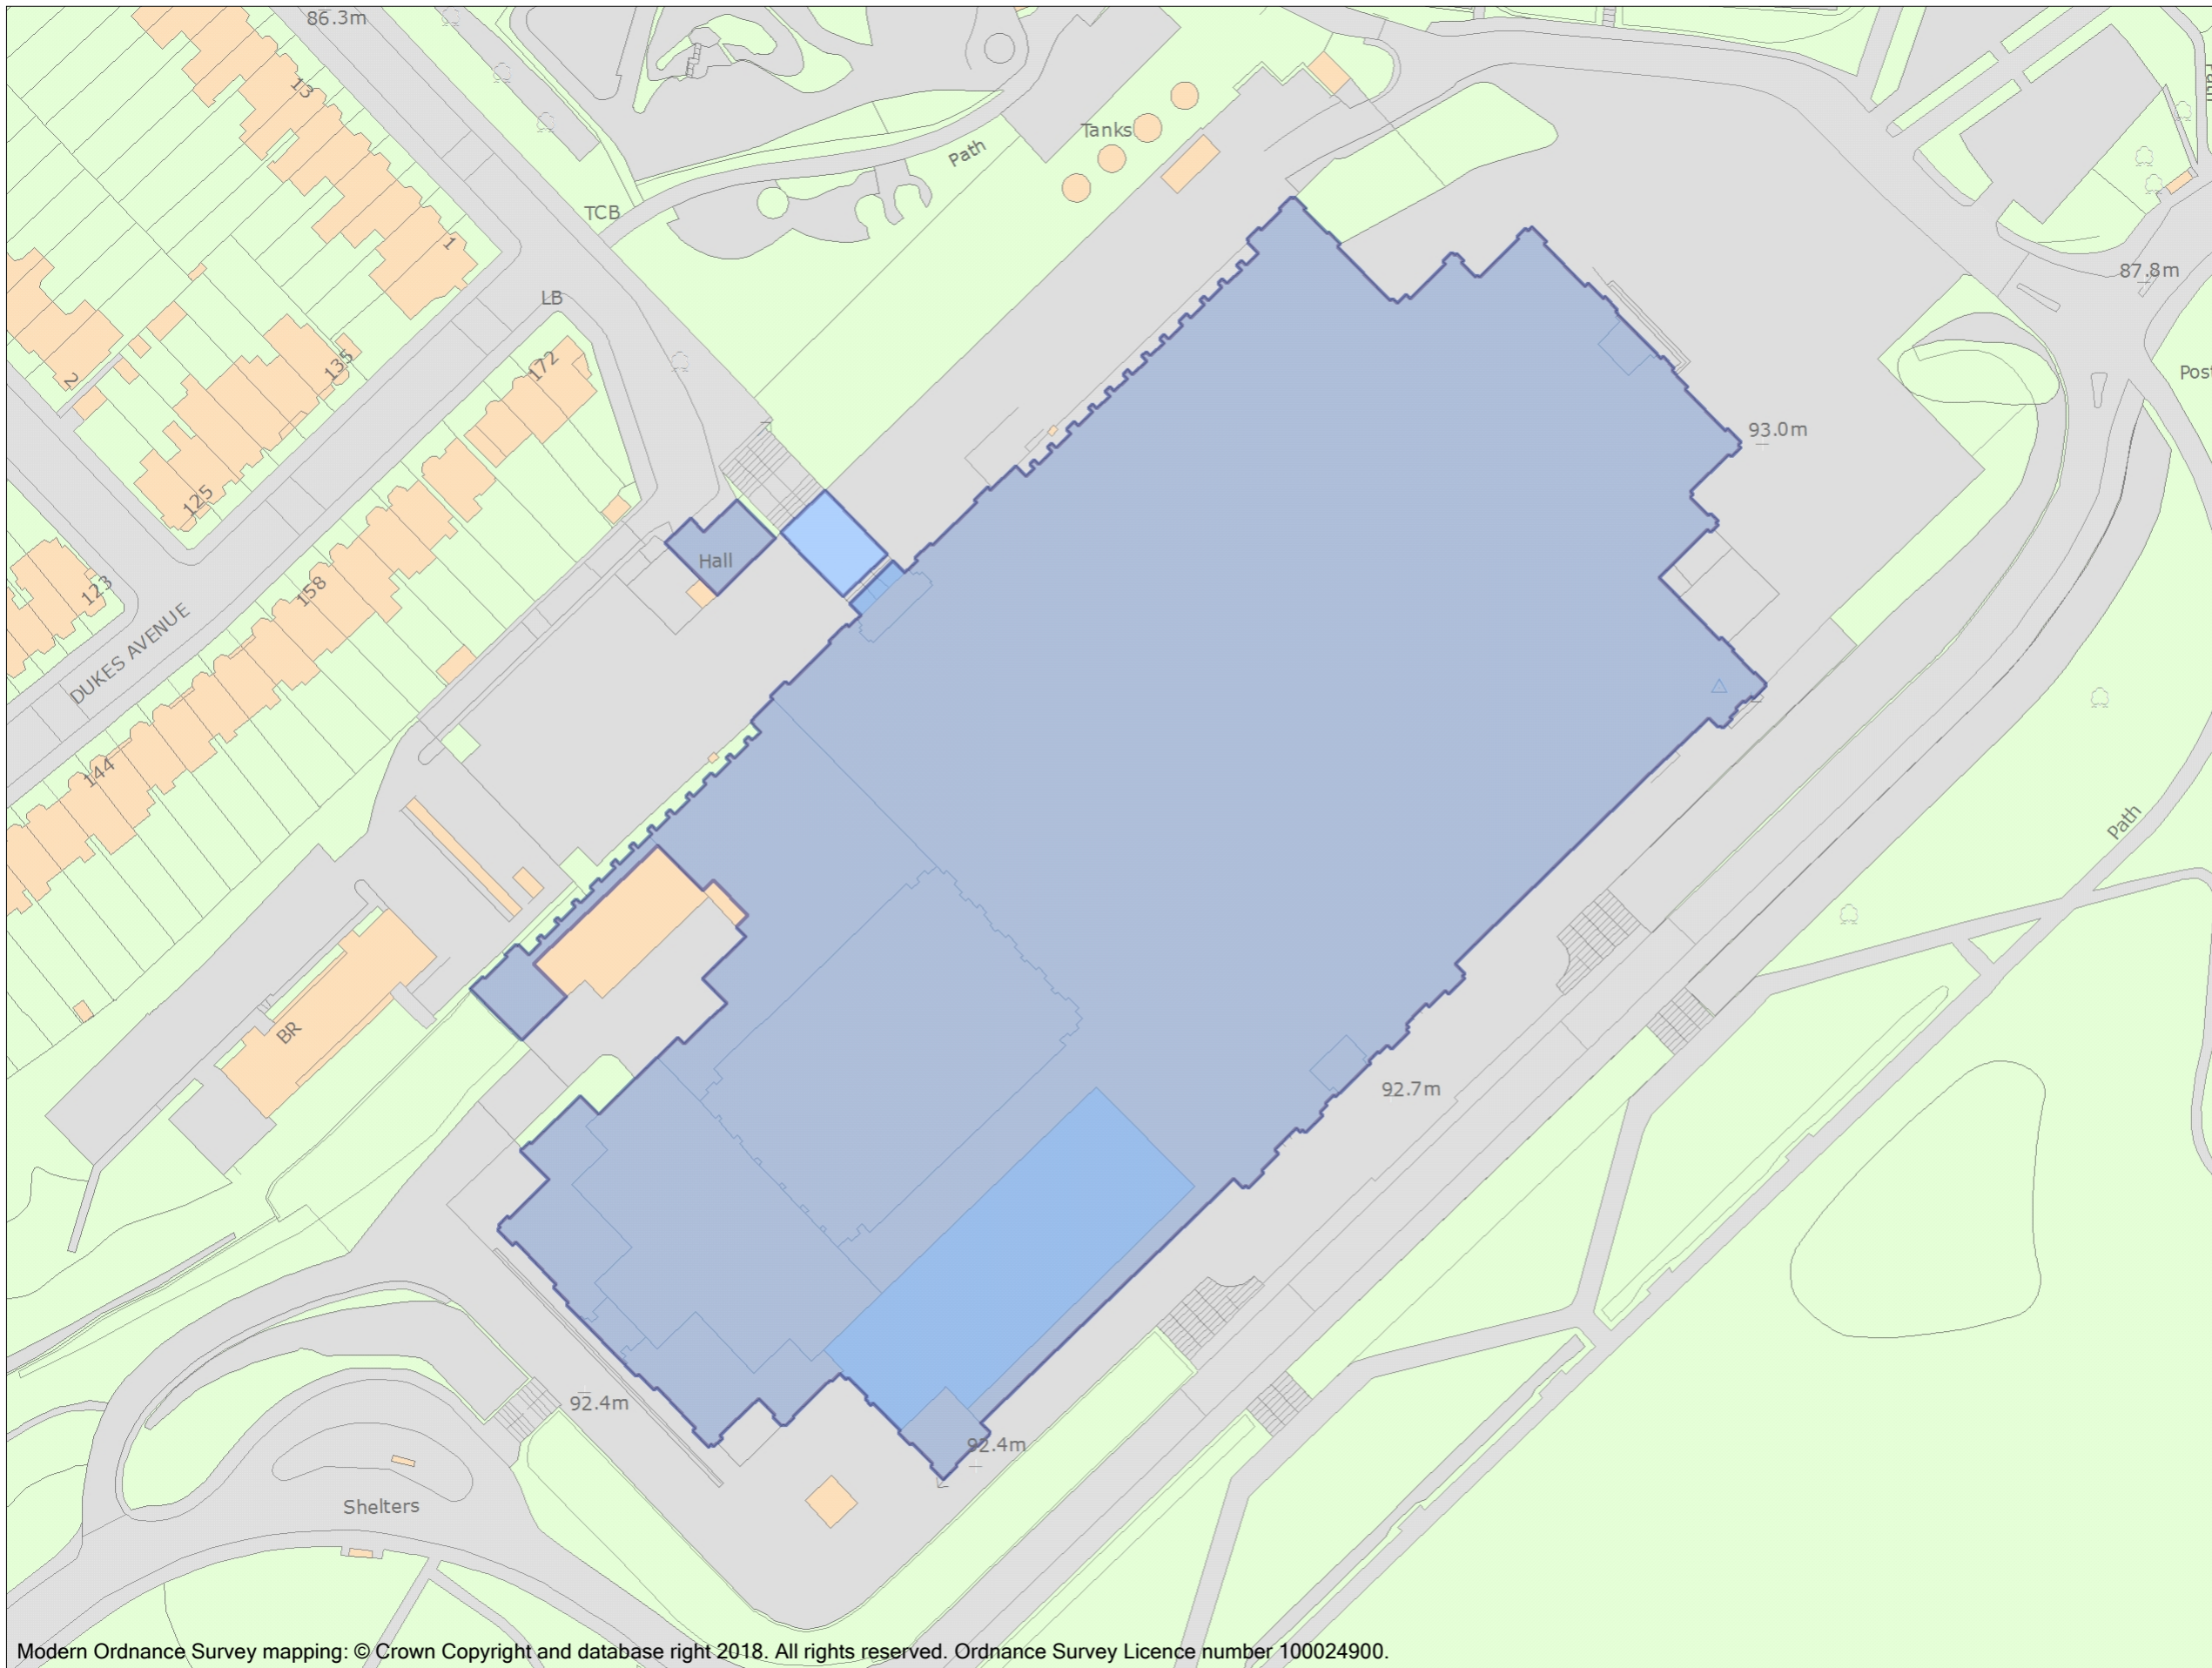 86.3m
13
Tanks
Path
Path
TCB
1
87.8m
LB
135
172
2
Post
93.0m
125
Hall
123
158
DUKES AVENUE
144
Path
BR
92.7m
92.4m
92.4m
Shelters
Modern Ordnance Survey mapping: © Crown Copyright and database right 2018. All rights reserved. Ordnance Survey Licence number 100024900.